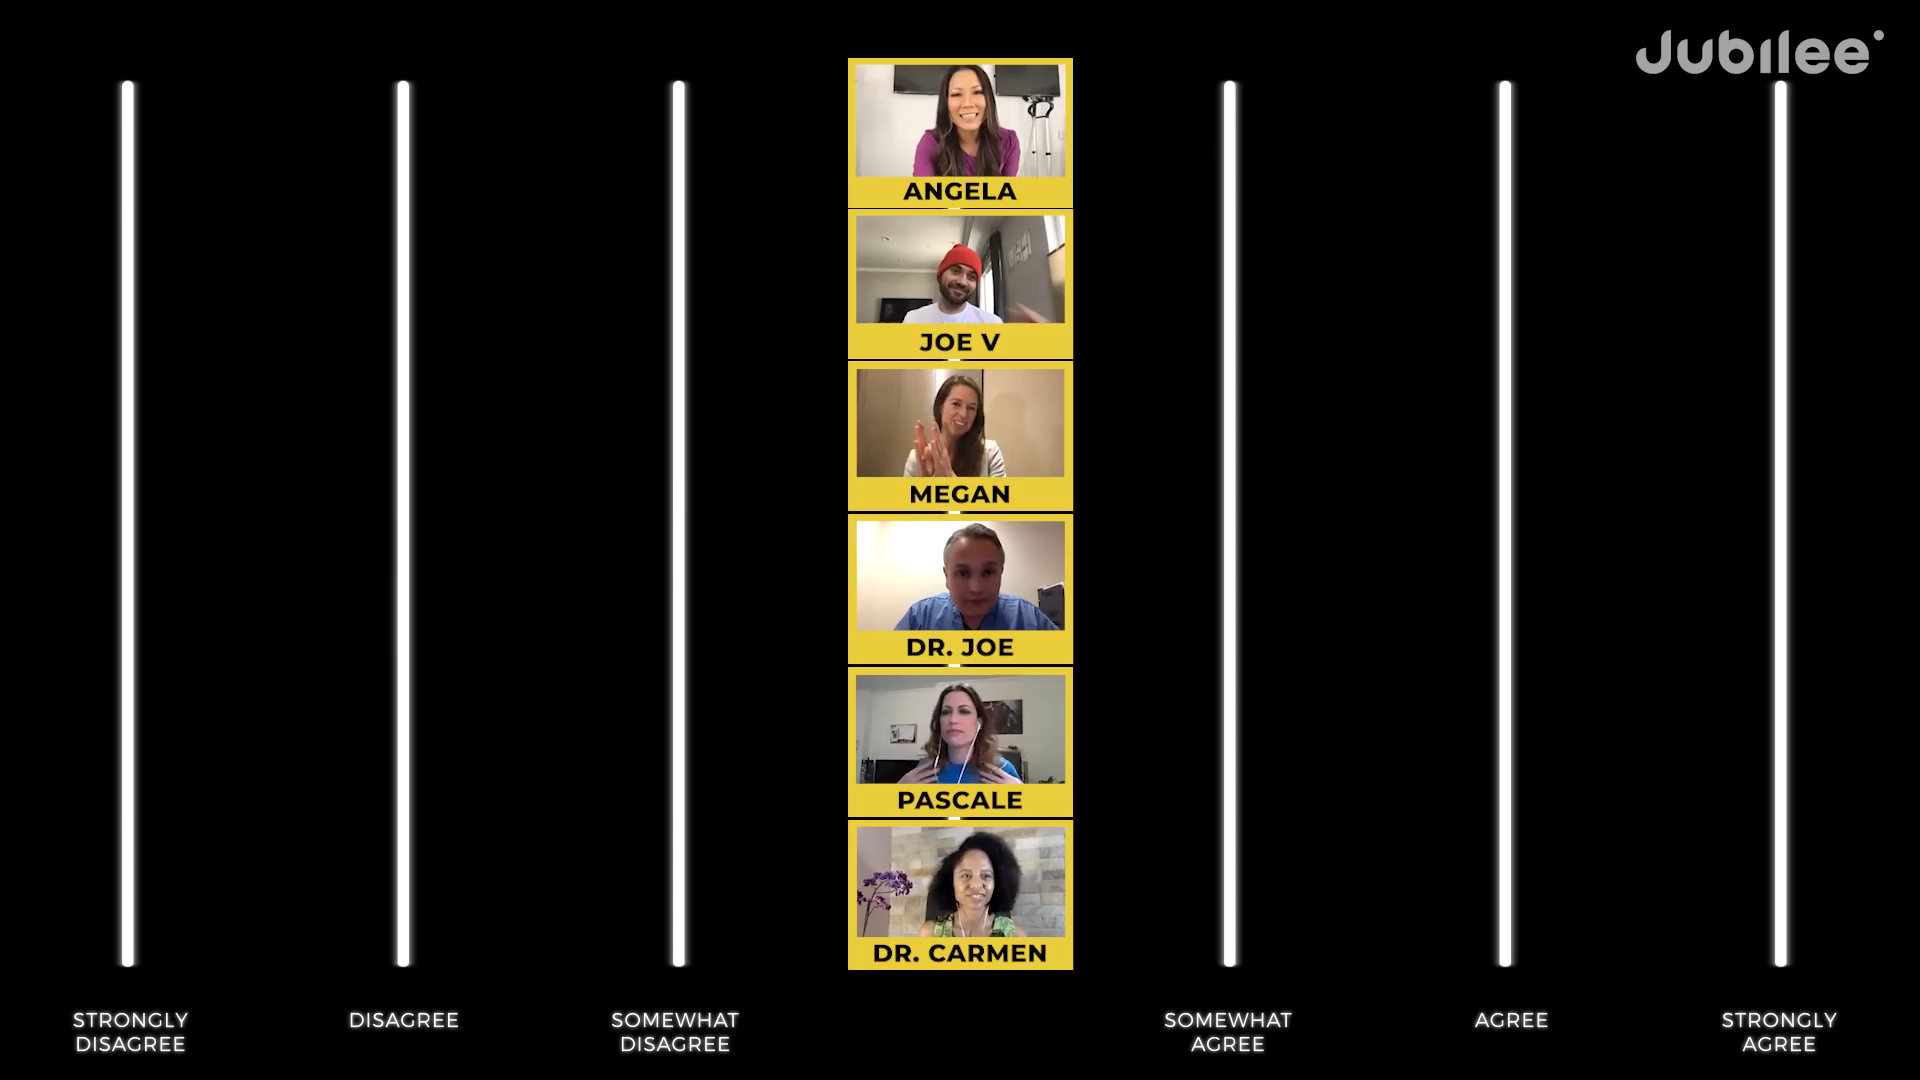 Jubilee
ANGELA
JOE V
MEGAN
DR. JOE
PASCALE
DR. CARMEN
STRONGLY
DISAGREE
DISAGREE
SOMEWHAT
DISAGREE
SOMEWHAT
AGREE
AGREE
STRONGLY
AGREE